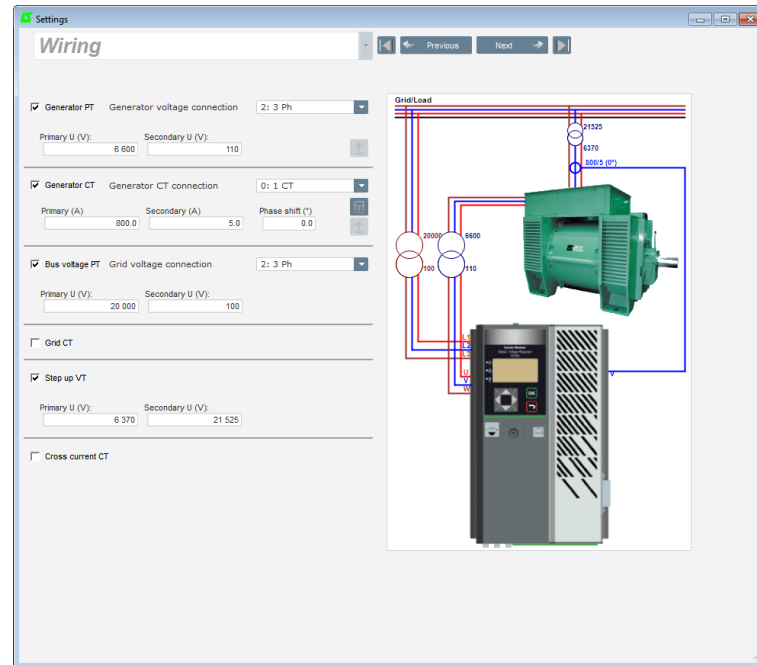 Settings
Wiring
Previous
Next
Generator PT Generator voltage connection 2: 3 Ph
Primary U (V): Secondary U (V):
6 600 110
Generator CT Generator CT connection 0: 1 CT
Primary (A) Secondary (A) Phase shift (°)
800.0 5.0 0.0
Bus voltage PT Grid voltage connection 2: 3 Ph
Primary U (V): Secondary U (V):
20 000 100
Grid CT
Step up VT
Primary U (V): Secondary U (V):
6 370 21 525
Cross current CT
Grid/Load
21525
6370
800/5 (0°)
20000 6600
100 110
L1
L2
L3
U
V
W
OK
V